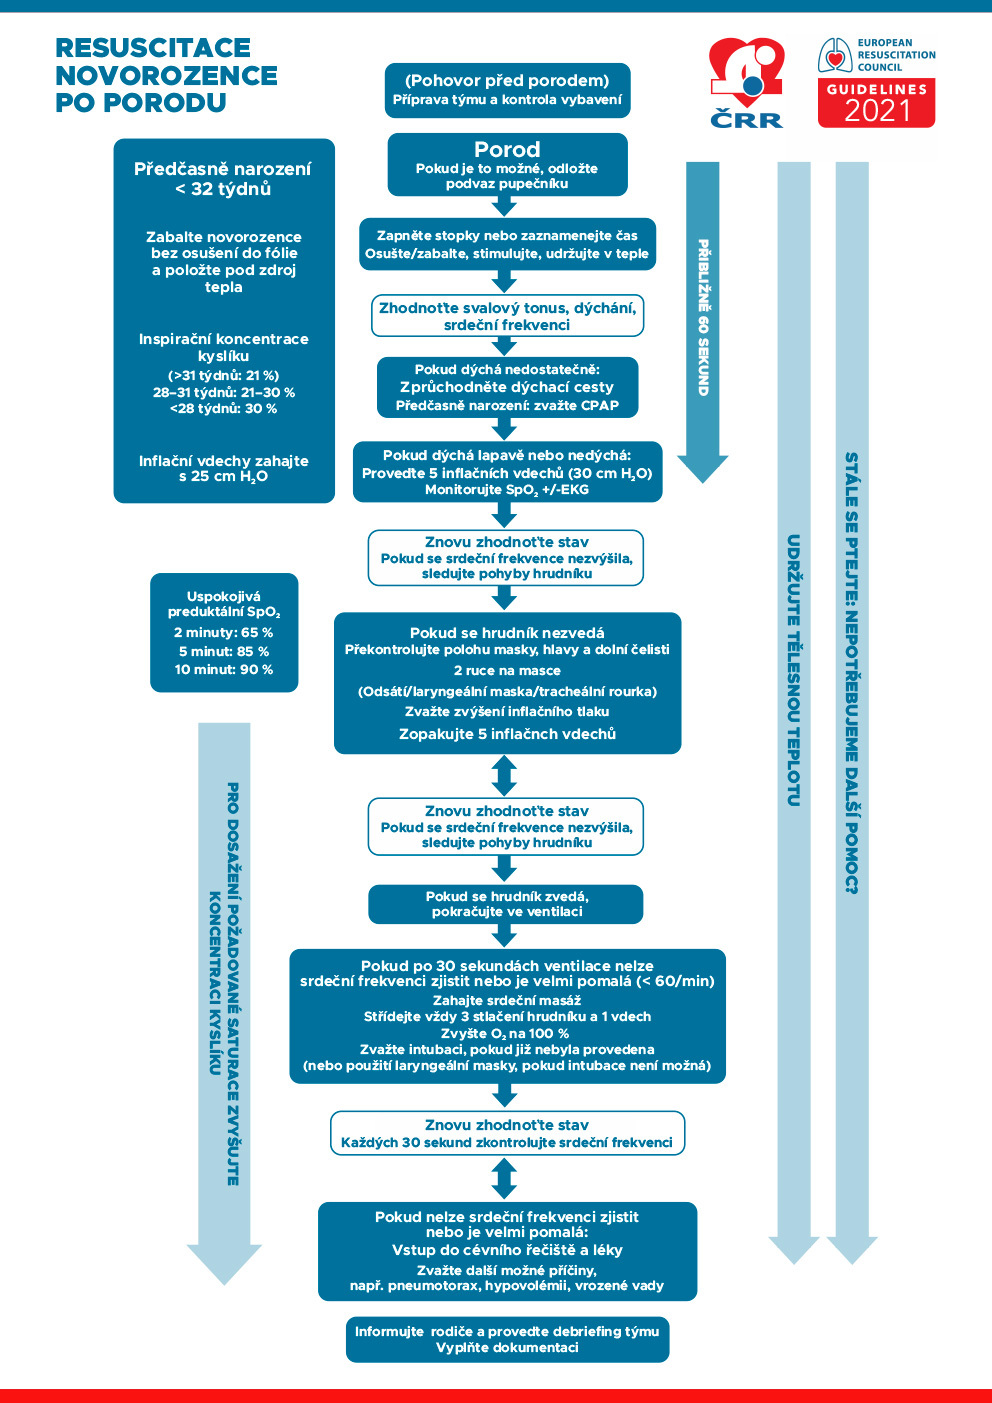 RESUSCITACE
NOVOROZENCE
PO PORODU
(Pohovor před porodem)
Příprava týmu a kontrola vybavení
ČRR
EUROPEAN
RESUSCITATION
COUNCIL
GUIDELINES
2021
Porod
Pokud je to možné, odložte
podvaz pupečníku
Předčasně narození
< 32 týdnů
Zabalte novorozence
bez osušení do fólie
a položte pod zdroj
tepla
Inspirační koncentrace
kyslíku
(>31 týdnů: 21 %)
28–31 týdnů: 21–30 %
<28 týdnů: 30 %
Inflační vdechy zahajte
s 25 cm H₂O
Zapněte stopky nebo zaznamenejte čas
Osušte/zabalte, stimulujte, udržujte v teple
Zhodnoťte svalový tonus, dýchání,
srdeční frekvenci
Pokud dýchá nedostatečně:
Zprůchodněte dýchací cesty
Předčasně narození: zvažte CPAP
Pokud dýchá lapavě nebo nedýchá:
Proveďte 5 inflačních vdechů (30 cm H₂O)
Monitorujte SpO₂ +/-EKG
PŘIBLIŽNĚ 60 SEKUND
Znovu zhodnoťte stav
Pokud se srdeční frekvence nezvýšila,
sledujte pohyby hrudníku
Uspokojivá
preduktální SpO₂
2 minuty: 65 %
5 minut: 85 %
10 minut: 90 %
Pokud se hrudník nezvedá
Překontrolujte polohu masky, hlavy a dolní čelisti
2 ruce na masce
(Odsátí/laryngeální maska/tracheální rourka)
Zvažte zvýšení inflačního tlaku
Zopakujte 5 inflačnch vdechů
UDRŽUJTE TĚLESNOU TEPLOTU
STÁLE SE PTEJTE: NEPOTŘEBUJEME DALŠÍ POMOC?
Znovu zhodnoťte stav
Pokud se srdeční frekvence nezvýšila,
sledujte pohyby hrudníku
Pokud se hrudník zvedá,
pokračujte ve ventilaci
PRO DOSAŽENÍ POŽADOVANÉ SATURACE ZVYŠUJTE
KONCENTRACI KYSLÍKU
Pokud po 30 sekundách ventilace nelze
srdeční frekvenci zjistit nebo je velmi pomalá (< 60/min)
Zahajte srdeční masáž
Střídejte vždy 3 stlačení hrudníku a 1 vdech
Zvyšte O₂ na 100 %
Zvažte intubaci, pokud již nebyla provedena
(nebo použití laryngeální masky, pokud intubace není možná)
Znovu zhodnoťte stav
Každých 30 sekund zkontrolujte srdeční frekvenci
Pokud nelze srdeční frekvenci zjistit
nebo je velmi pomalá:
Vstup do cévního řečiště a léky
Zvažte další možné příčiny,
např. pneumotorax, hypovolémii, vrozené vady
Informujte rodiče a proveďte debriefing týmu
Vyplňte dokumentaci